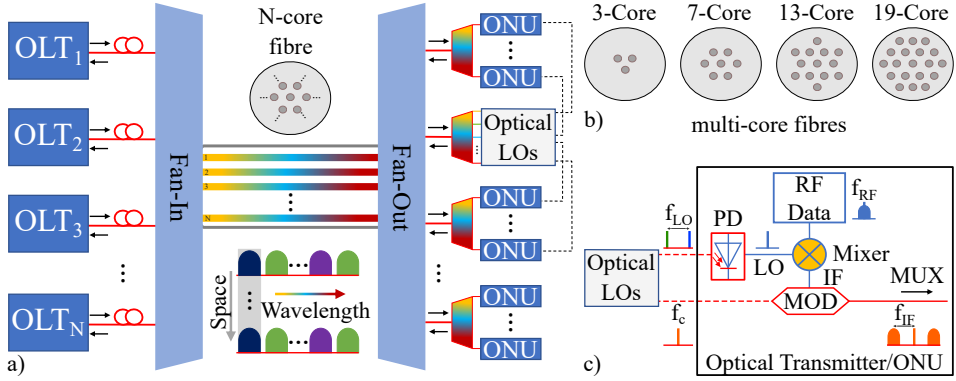 OLT1
OLT2
OLT3
OLTN
Fan-In
N-core
fibre
1
2
3
N
Space
Wavelength
Fan-Out
ONU
ONU
Optical
LOs
ONU
ONU
ONU
ONU
a)
3-Core 7-Core 13-Core 19-Core
b)
multi-core fibres
RF
Data
fRF
fLO
PD
LO
Mixer
IF
Optical
LOs
MOD
MUX
fc
fIF
c)
Optical Transmitter/ONU